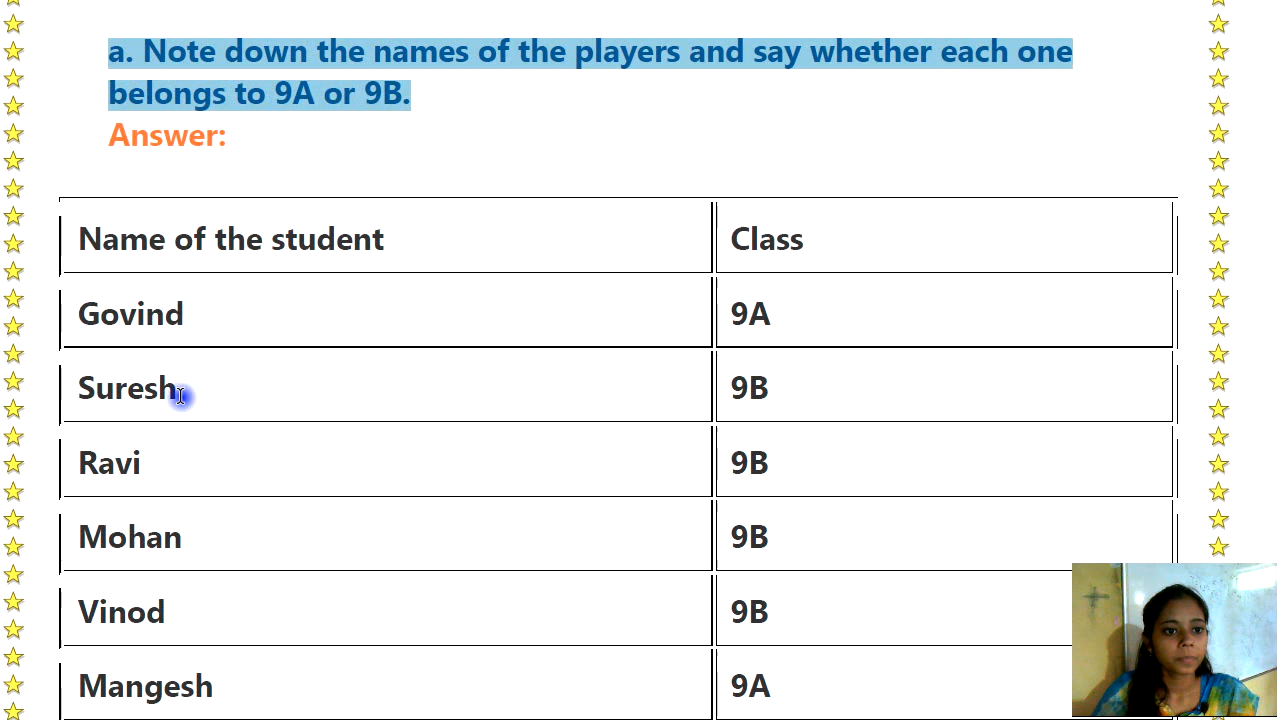 a. Note down the names of the players and say whether each one
belongs to 9A or 9B.
Answer:
Name of the student Class
Govind 9A
Suresh 9B
Ravi 9B
Mohan 9B
Vinod 9B
Mangesh 9A